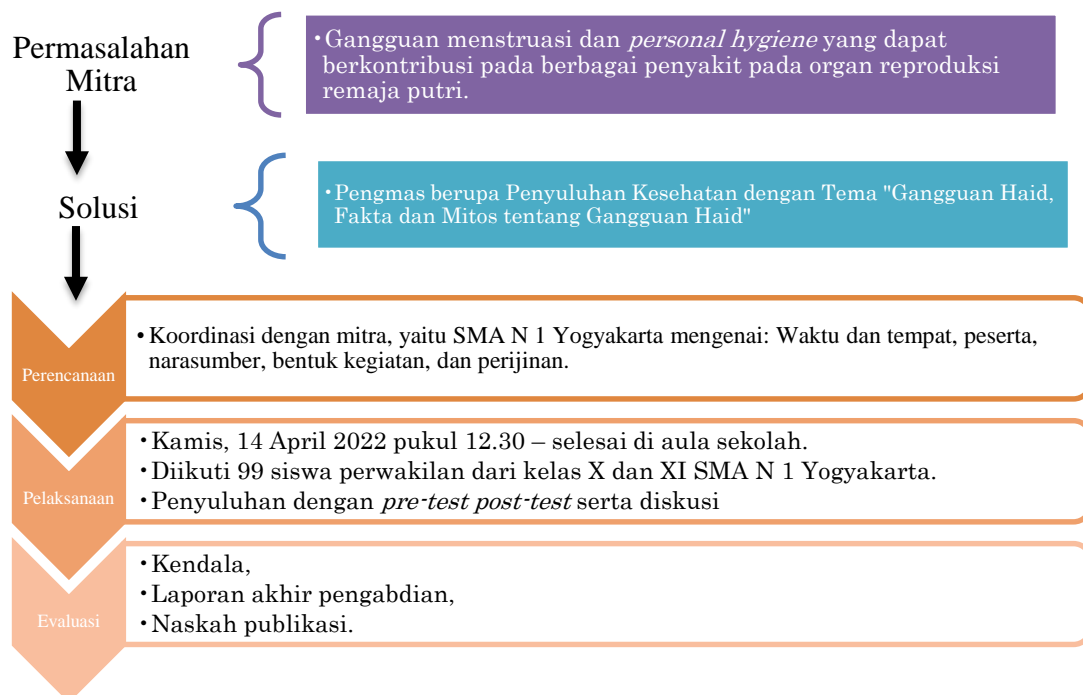 Permasalahan
Mitra
•Gangguan menstruasi dan personal hygiene yang dapat
berkontribusi pada berbagai penyakit pada organ reproduksi
remaja putri.
Solusi
•Pengmas berupa Penyuluhan Kesehatan dengan Tema "Gangguan Haid,
Fakta dan Mitos tentang Gangguan Haid"
Perencanaan
•Koordinasi dengan mitra, yaitu SMA N 1 Yogyakarta mengenai: Waktu dan tempat, peserta,
narasumber, bentuk kegiatan, dan perijinan.
Pelaksanaan
•Kamis, 14 April 2022 pukul 12.30 – selesai di aula sekolah.
•Diikuti 99 siswa perwakilan dari kelas X dan XI SMA N 1 Yogyakarta.
•Penyuluhan dengan pre-test post-test serta diskusi
Evaluasi
•Kendala,
•Laporan akhir pengabdian,
•Naskah publikasi.